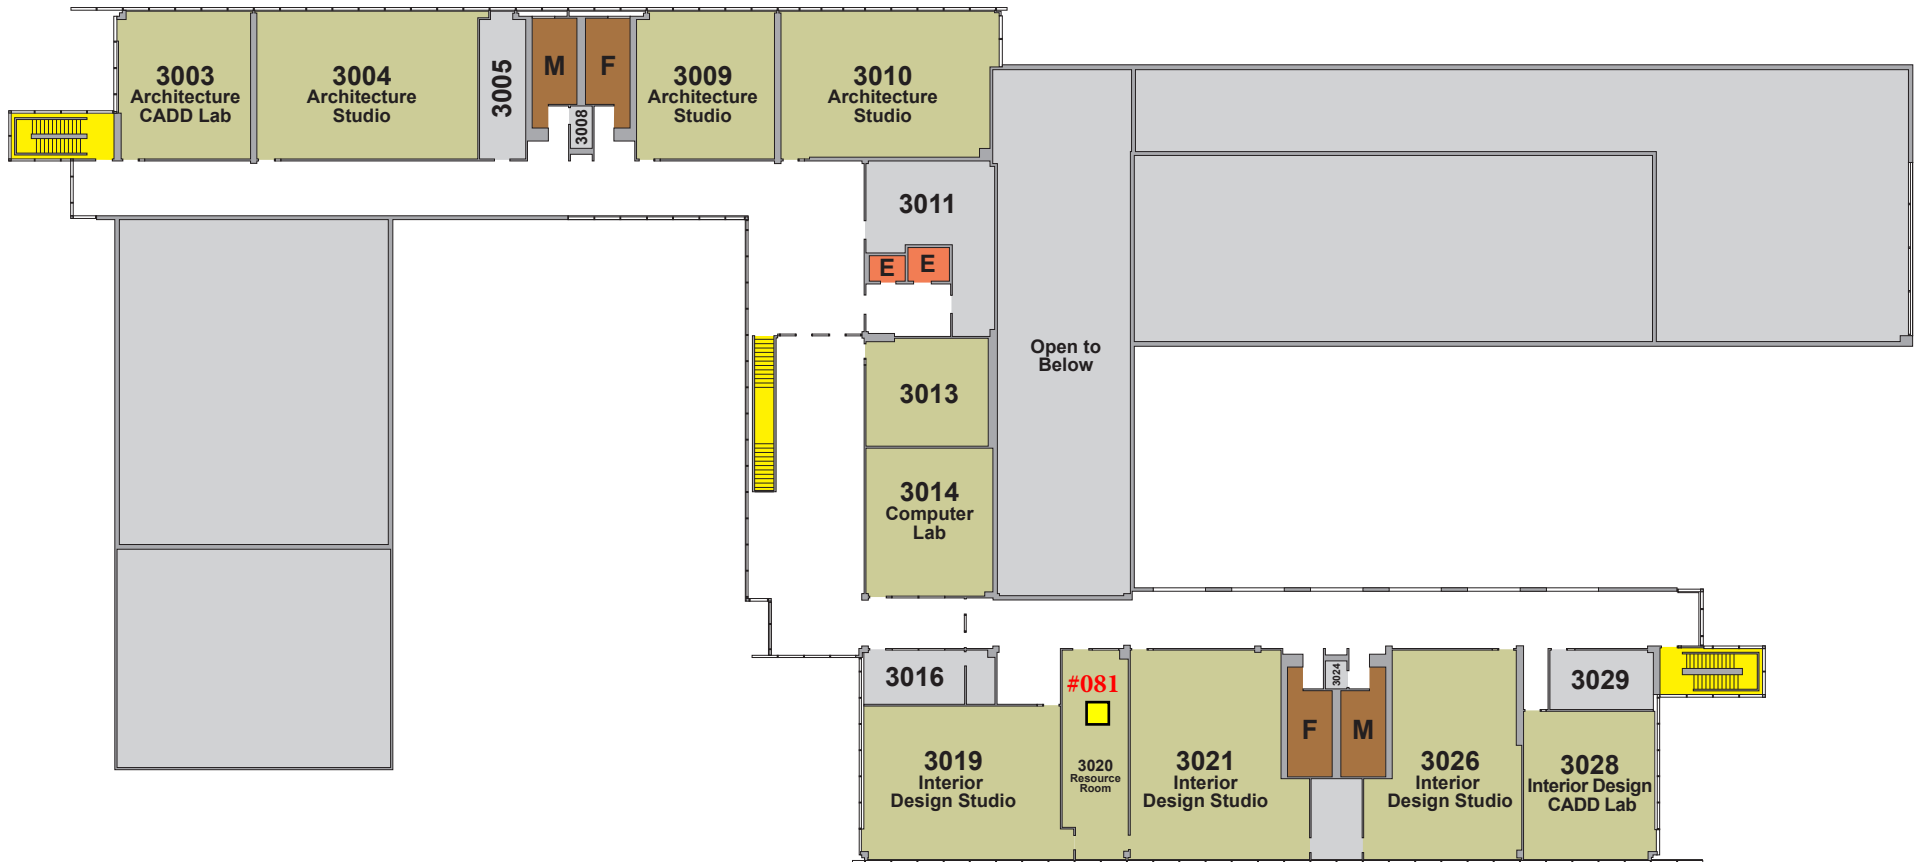 3003
Architecture
CADD Lab
3004
Architecture
Studio
3005
M
F
3008
3009
Architecture
Studio
3010
Architecture
Studio
3011
E
E
Open to
Below
3013
3014
Computer
Lab
3016
#081
3019
Interior
Design Studio
3020
Resource
Room
3021
Interior
Design Studio
3024
F
M
3026
Interior
Design Studio
3029
3028
Interior Design
CADD Lab